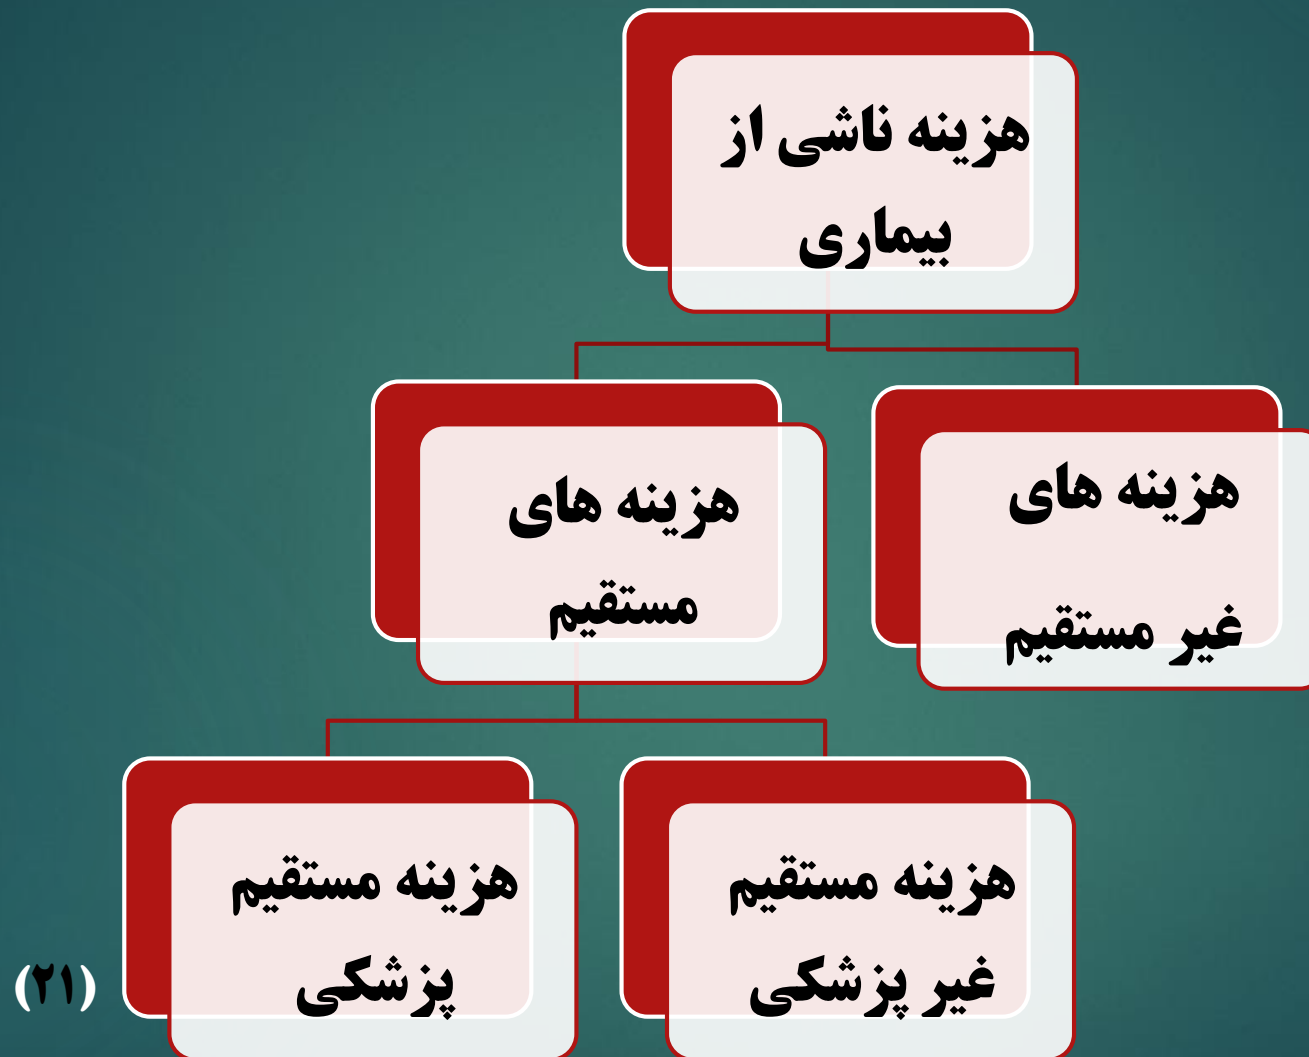 هزینه ناشی از
بیماری
هزینه های
غیر مستقیم
هزینه های
مستقیم
هزینه مستقیم
غیر پزشکی
هزینه مستقیم
پزشکی
(۲۱)